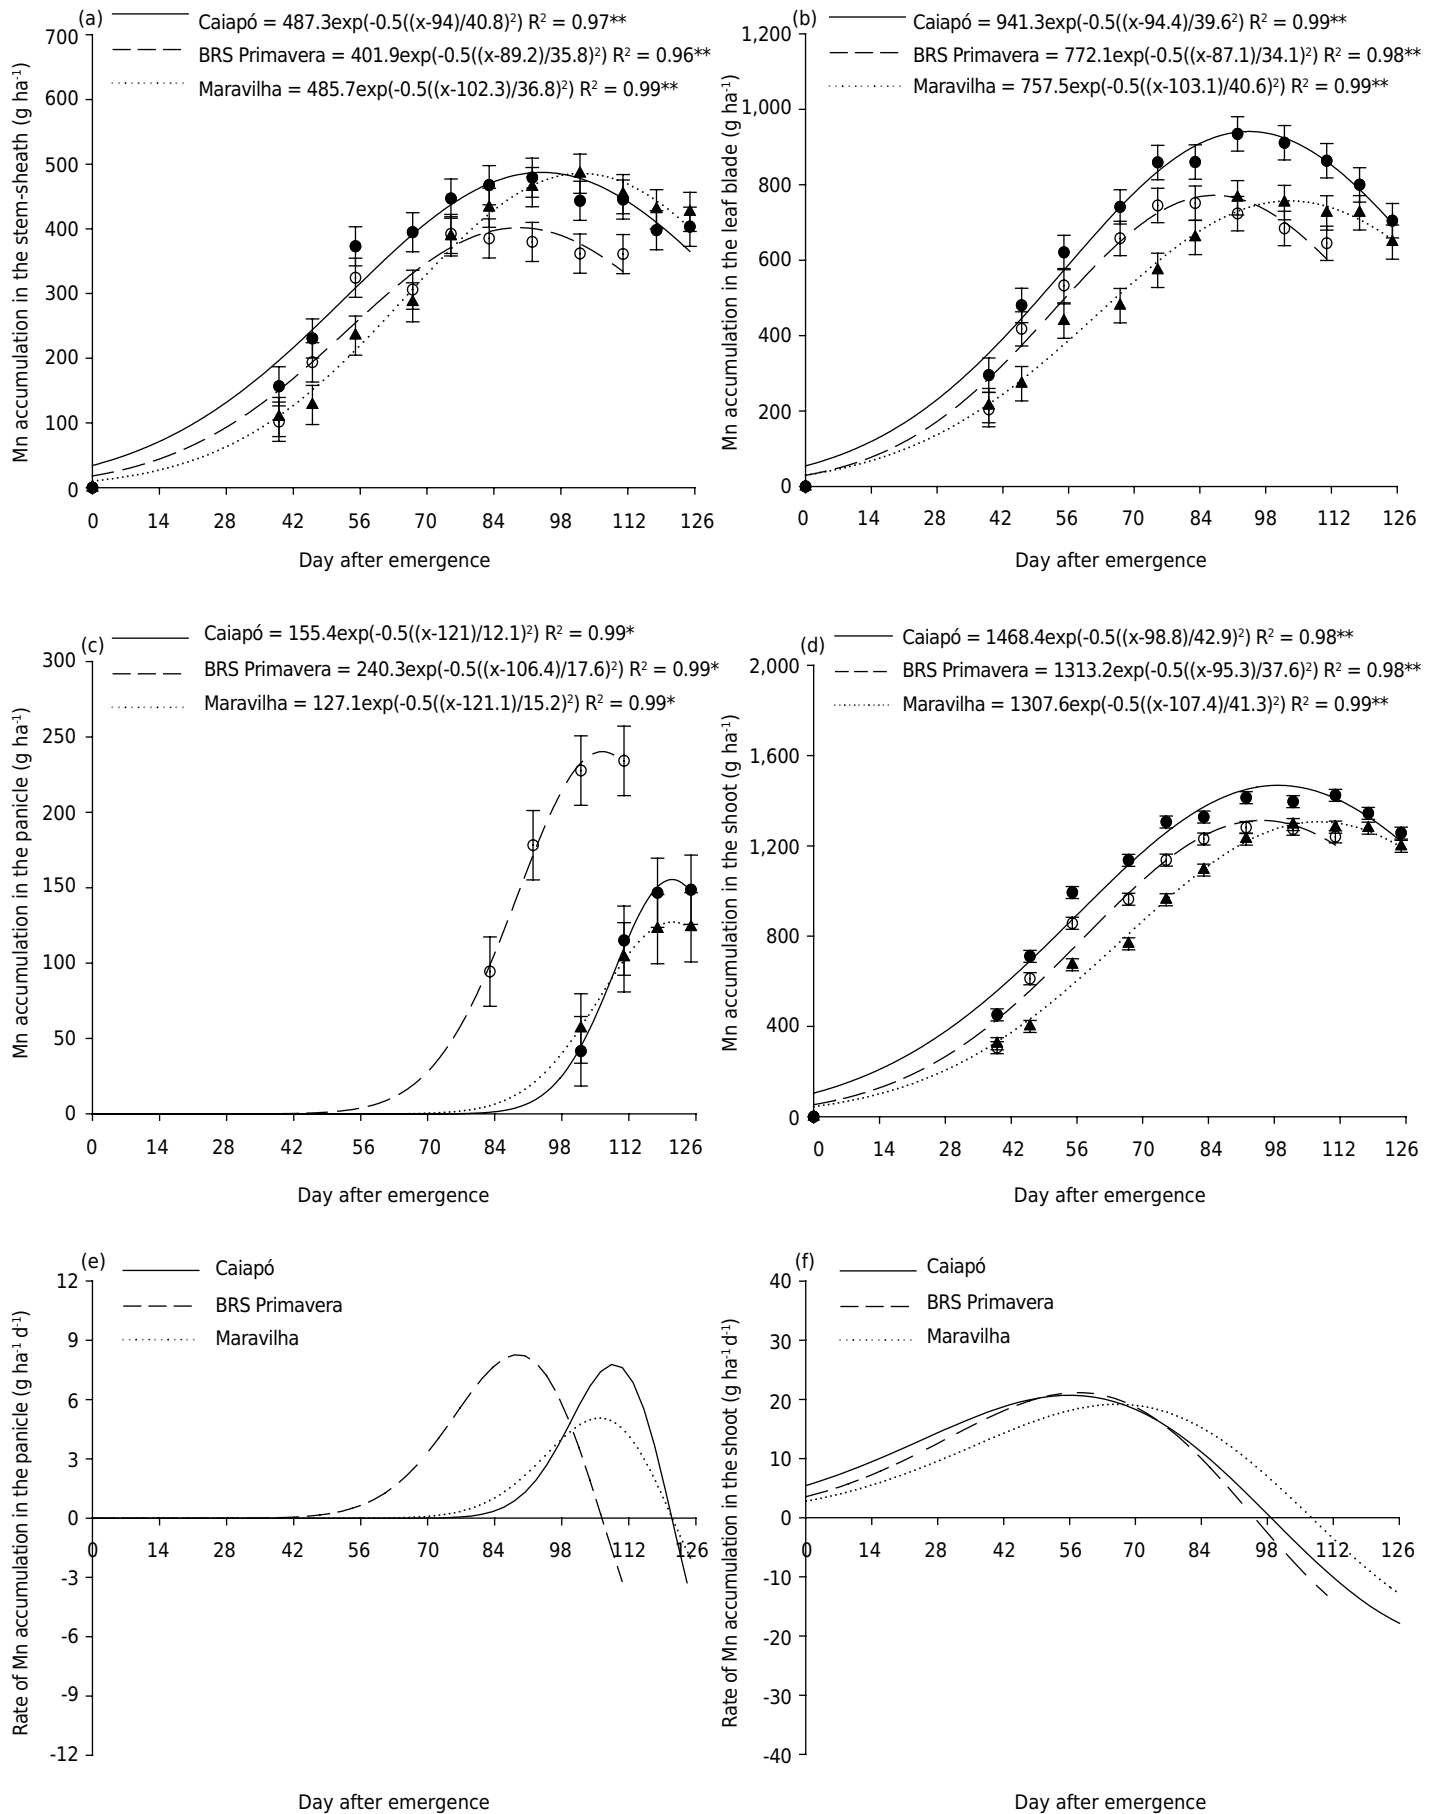 (a)
Caiapó = 487.3exp(-0.5((x-94)/40.8)²) R² = 0.97**
BRS Primavera = 401.9exp(-0.5((x-89.2)/35.8)²) R² = 0.96**
Maravilha = 485.7exp(-0.5((x-102.3)/36.8)²) R² = 0.99**
Mn accumulation in the stem-sheath (g ha⁻¹)
700
600
500
400
300
200
100
0
0 14 28 42 56 70 84 98 112 126
Day after emergence
(b)
Caiapó = 941.3exp(-0.5((x-94.4)/39.6²) R² = 0.99**
BRS Primavera = 772.1exp(-0.5((x-87.1)/34.1)²) R² = 0.98**
Maravilha = 757.5exp(-0.5((x-103.1)/40.6)²) R² = 0.99**
Mn accumulation in the leaf blade (g ha⁻¹)
1,200
1,000
800
600
400
200
0
0 14 28 42 56 70 84 98 112 126
Day after emergence
(c)
Caiapó = 155.4exp(-0.5((x-121)/12.1)²) R² = 0.99*
BRS Primavera = 240.3exp(-0.5((x-106.4)/17.6)²) R² = 0.99*
Maravilha = 127.1exp(-0.5((x-121.1)/15.2)²) R² = 0.99*
Mn accumulation in the panicle (g ha⁻¹)
300
250
200
150
100
50
0
0 14 28 42 56 70 84 98 112 126
Day after emergence
(d)
Caiapó = 1468.4exp(-0.5((x-98.8)/42.9)²) R² = 0.98**
BRS Primavera = 1313.2exp(-0.5((x-95.3)/37.6)²) R² = 0.98**
Maravilha = 1307.6exp(-0.5((x-107.4)/41.3)²) R² = 0.99**
Mn accumulation in the shoot (g ha⁻¹)
2,000
1,600
1,200
800
400
0
0 14 28 42 56 70 84 98 112 126
Day after emergence
(e)
Caiapó
BRS Primavera
Maravilha
Rate of Mn accumulation in the panicle (g ha⁻¹ d⁻¹)
12
9
6
3
0
-3
-6
-9
-12
0 14 28 42 56 70 84 98 112 126
Day after emergence
(f)
Caiapó
BRS Primavera
Maravilha
Rate of Mn accumulation in the shoot (g ha⁻¹ d⁻¹)
40
30
20
10
0
-10
-20
-30
-40
0 14 28 42 56 70 84 98 112 126
Day after emergence